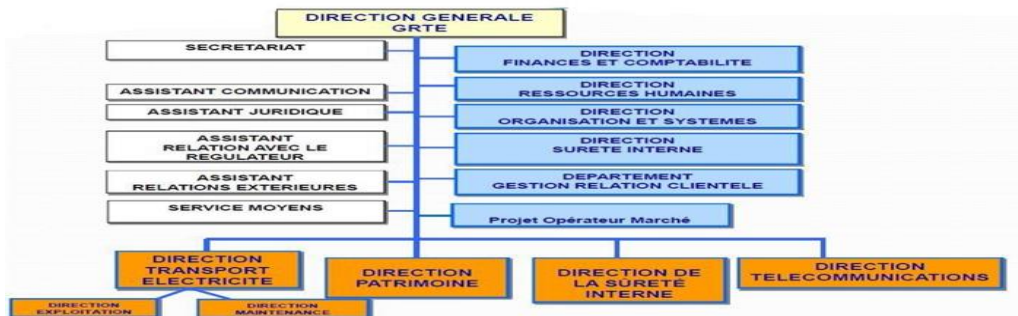 DIRECTION GENERALE
GRTE
SECRETARIAT
ASSISTANT COMMUNICATION
ASSISTANT JURIDIQUE
ASSISTANT
RELATION AVEC LE
REGULATEUR
ASSISTANT
RELATIONS EXTERIEURES
SERVICE MOYENS
DIRECTION
FINANCES ET COMPTABILITE
DIRECTION
RESSOURCES HUMAINES
DIRECTION
ORGANISATION ET SYSTEMES
DIRECTION
SURETE INTERNE
DEPARTEMENT
GESTION RELATION CLIENTELE
Projet Opérateur Marché
DIRECTION
TRANSPORT
ELECTRICITE
DIRECTION
PATRIMOINE
DIRECTION DE
LA SÛRETÉ
INTERNE
DIRECTION
TELECOMMUNICATIONS
DIRECTION
EXPLOITATION
DIRECTION
MAINTENANCE